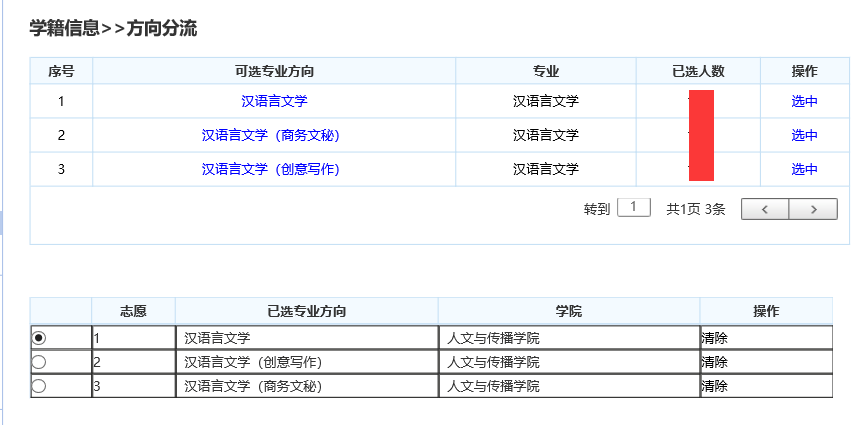 学籍信息>>方向分流
序号 可选专业方向 专业 已选人数 操作
1 汉语言文学 汉语言文学 选中
2 汉语言文学（商务文秘） 汉语言文学 选中
3 汉语言文学（创意写作） 汉语言文学 选中
转到 1 共1页 3条 < >
志愿 已选专业方向 学院 操作
1 汉语言文学 人文与传播学院 清除
2 汉语言文学（创意写作） 人文与传播学院 清除
3 汉语言文学（商务文秘） 人文与传播学院 清除